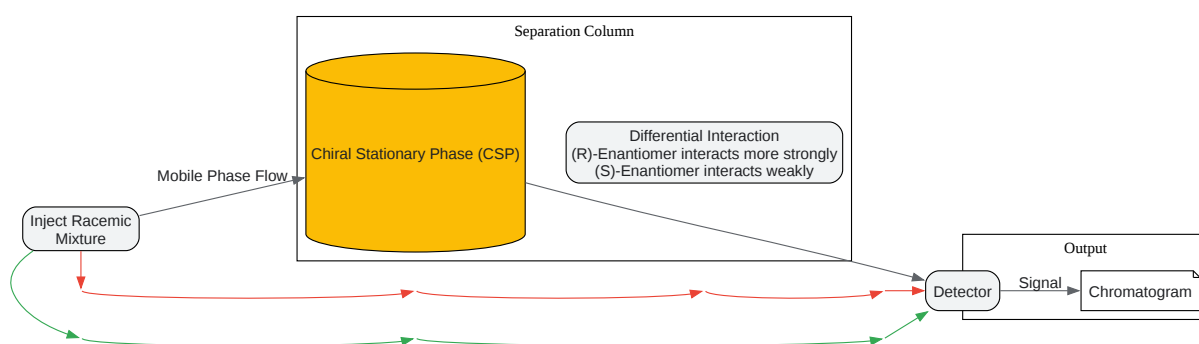 Separation Column
Chiral Stationary Phase (CSP)
Differential Interaction
(R)-Enantiomer interacts more strongly
(S)-Enantiomer interacts weakly
Mobile Phase Flow
Inject Racemic
Mixture
Output
Detector
Signal
Chromatogram